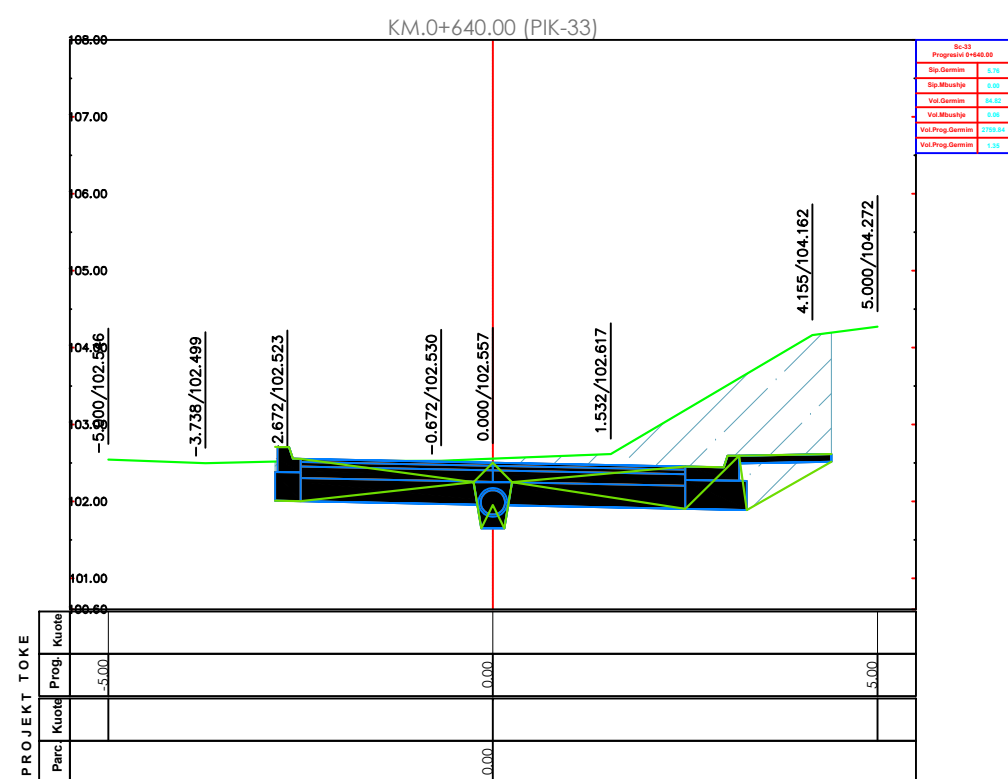 KM.0+640.00 (PIK-33)
108.00
107.00
106.00
105.00
104.00
103.00
102.00
101.00
100.60
-3.738/102.499
2.672/102.523
-0.672/102.530
0.000/102.557
1.532/102.617
4.155/104.162
5.000/104.272
Sc-33
Progresivi 0+640.00
Sip.Germim
Sip.Mbushje 0.00
Vol.Germim
Vol.Mbushje
Vol.Prog.Germim
Vol.Prog.Germim
PROJEKT TOKE
Kuote
Prog. -5.00 0.00 5.00
Kuote
Parc. 0.00